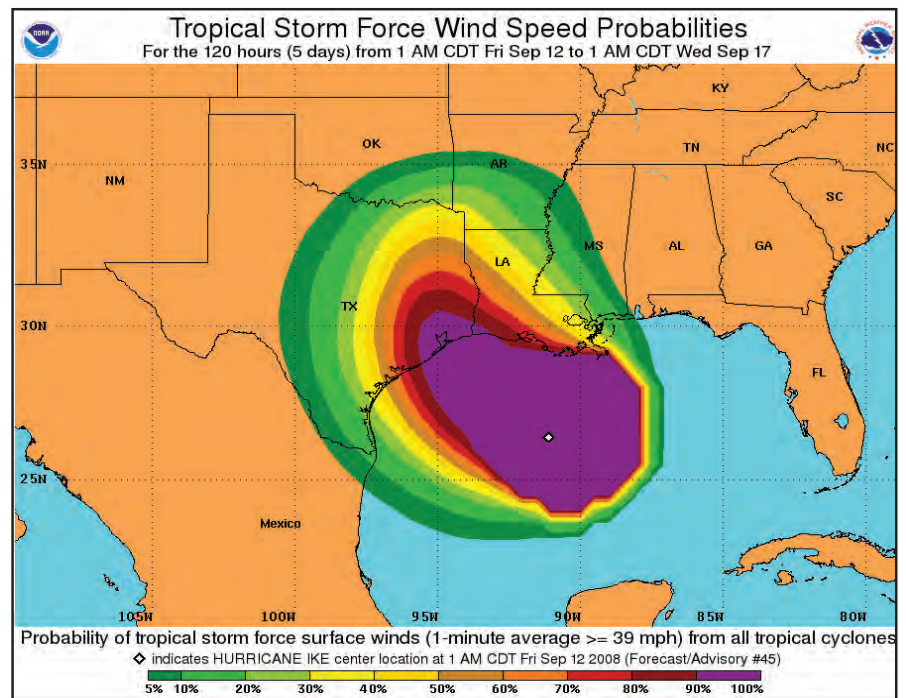 Tropical Storm Force Wind Speed Probabilities
For the 120 hours (5 days) from 1 AM CDT Fri Sep 12 to 1 AM CDT Wed Sep 17
NOAA
KY
OK
TN
NC
35N
AR
NM
SC
MS
AL
GA
LA
TX
30N
FL
25N
Mexico
105W 100W 95W 90W 85W 80W
Probability of tropical storm force surface winds (1-minute average >= 39 mph) from all tropical cyclones
indicates HURRICANE IKE center location at 1 AM CDT Fri Sep 12 2008 (Forecast/Advisory #45)
5% 10% 20% 30% 40% 50% 60% 70% 80% 90% 100%